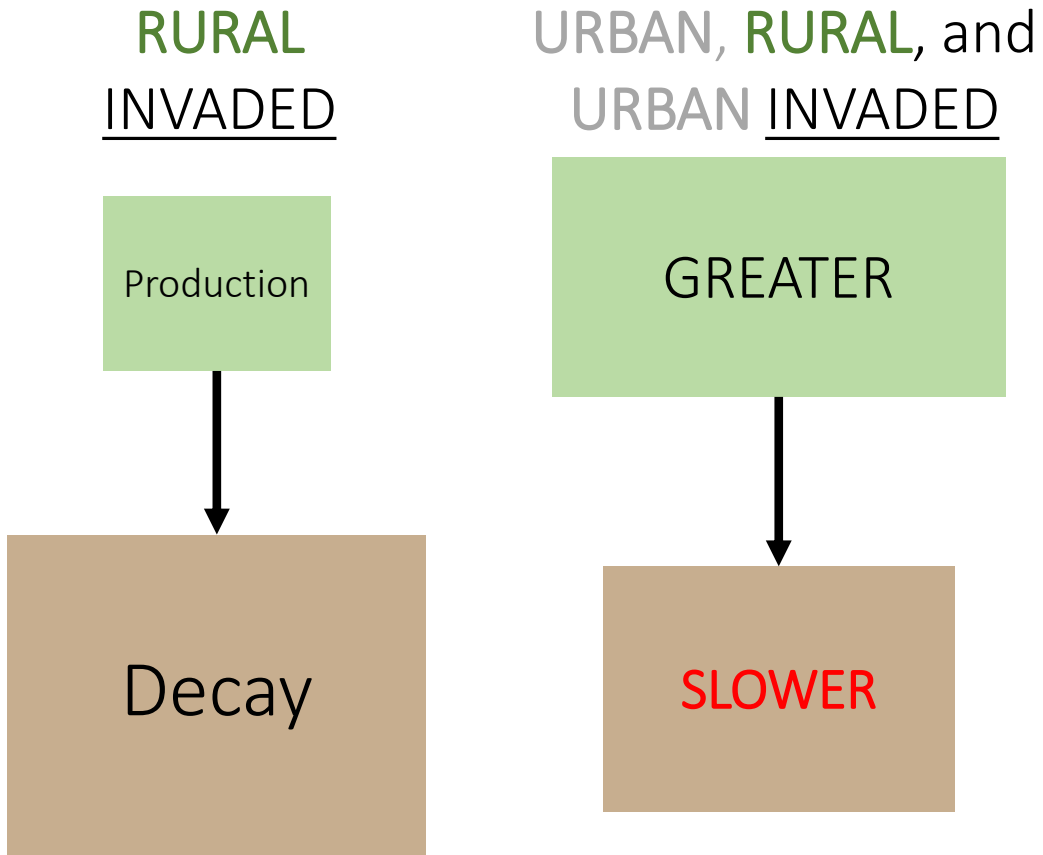 RURAL
INVADED
Production
Decay
URBAN, RURAL, and
URBAN INVADED
GREATER
SLOWER